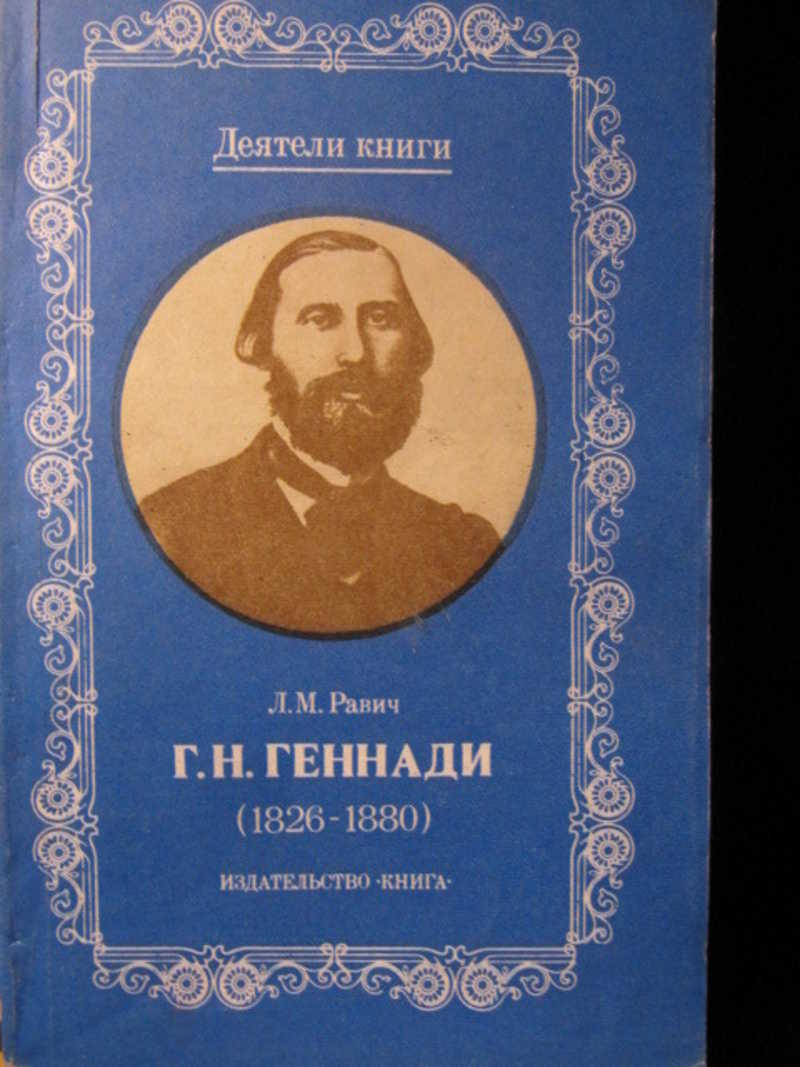 Деятели книги
Л.М. Равич
Г.Н. ГЕННАДИ
(1826-1880)
ИЗДАТЕЛЬСТВО ·КНИГА·